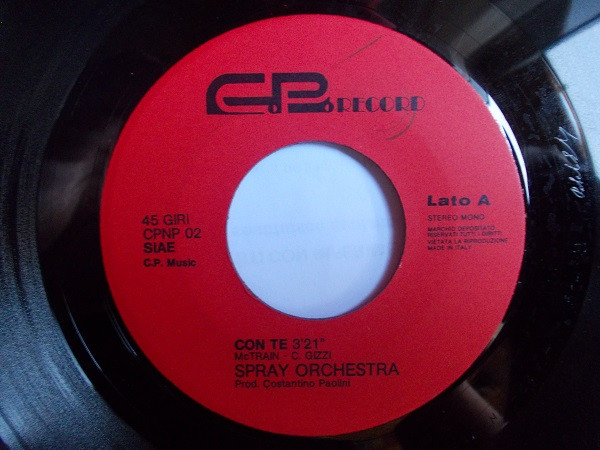 CP RECORD
45 GIRI
CPNP 02
SIAE
C.P. Music
Lato A
STEREO MONO
MARCHIO DEPOSITATO
RISERVATI TUTTI I DIRITTI
VIETATA LA RIPRODUZIONE
MADE IN ITALY
CON TE 3'21"
McTRAIN - C. GIZZI
SPRAY ORCHESTRA
Prod. Costantino Paolini